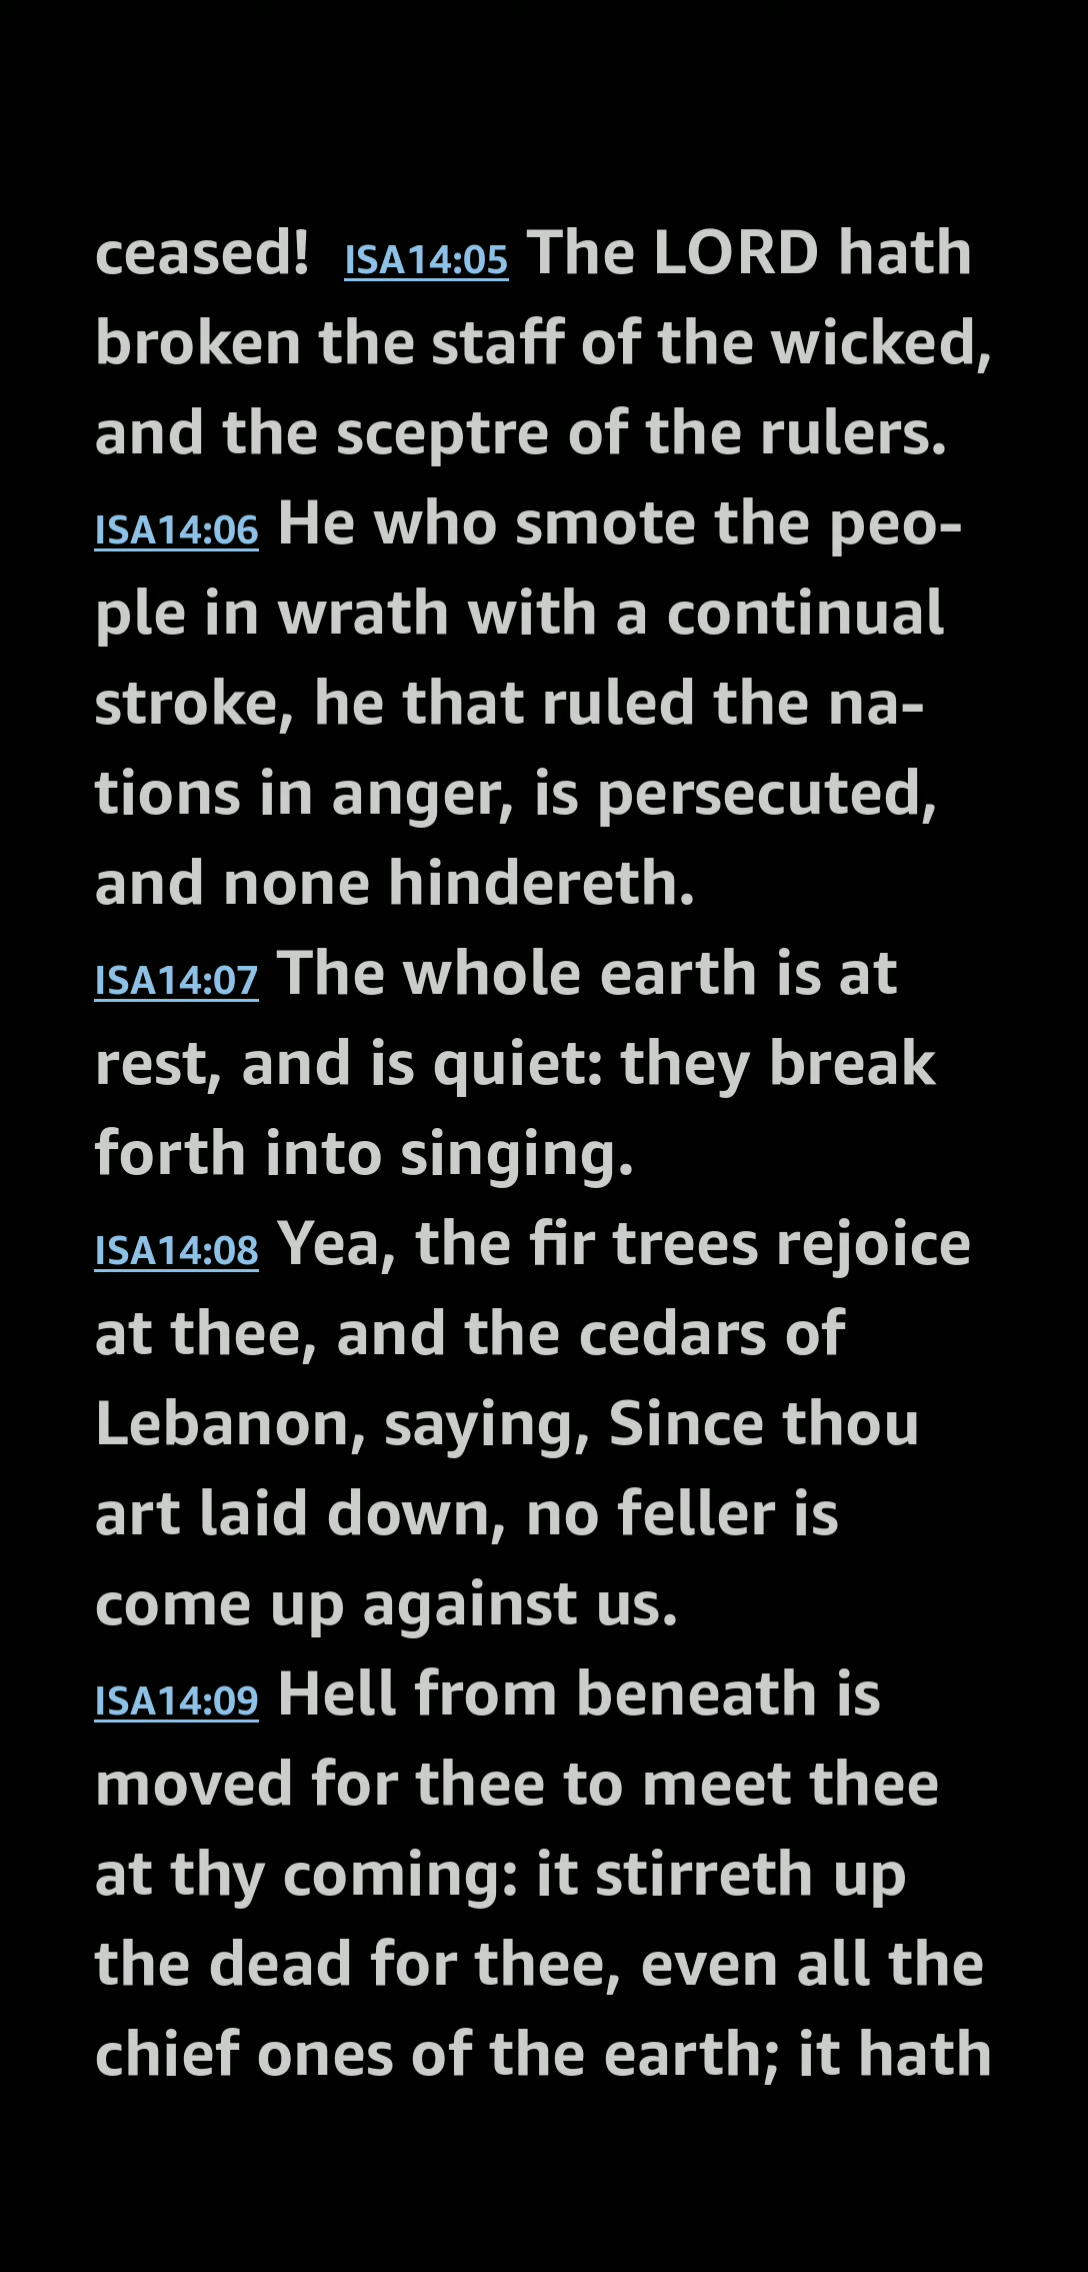 ceased! ISA14:05 The LORD hath
broken the staff of the wicked,
and the sceptre of the rulers.
ISA14:06 He who smote the peo-
ple in wrath with a continual
stroke, he that ruled the na-
tions in anger, is persecuted,
and none hindereth.
ISA14:07 The whole earth is at
rest, and is quiet: they break
forth into singing.
ISA14:08 Yea, the fir trees rejoice
at thee, and the cedars of
Lebanon, saying, Since thou
art laid down, no feller is
come up against us.
ISA14:09 Hell from beneath is
moved for thee to meet thee
at thy coming: it stirreth up
the dead for thee, even all the
chief ones of the earth; it hath